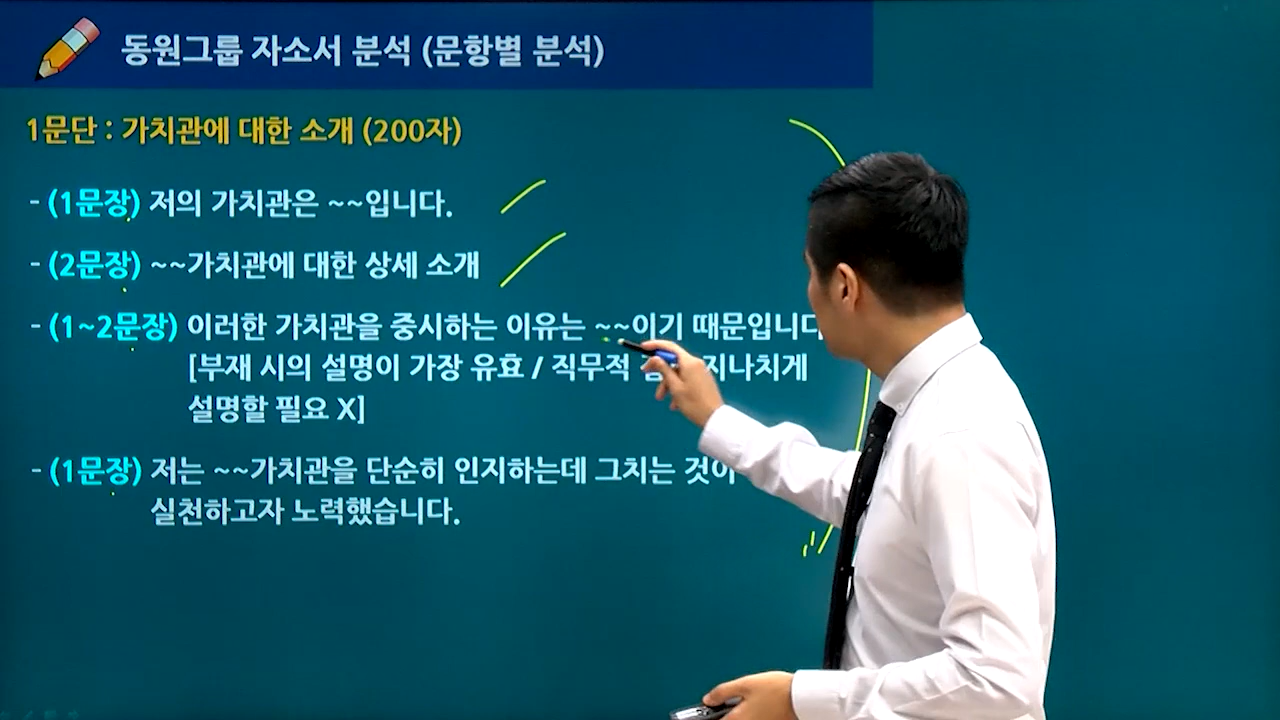 동원그룹 자소서 분석 (문항별 분석)
1문단 : 가치관에 대한 소개 (200자)
- (1문장) 저의 가치관은 ~~입니다.
- (2문장) ~~가치관에 대한 상세 소개
- (1~2문장) 이러한 가치관을 중시하는 이유는 ~~이기 때문입니다
[부재 시의 설명이 가장 유효 / 직무적 지나치게
설명할 필요 X]
- (1문장) 저는 ~~가치관을 단순히 인지하는데 그치는 것이
실천하고자 노력했습니다.